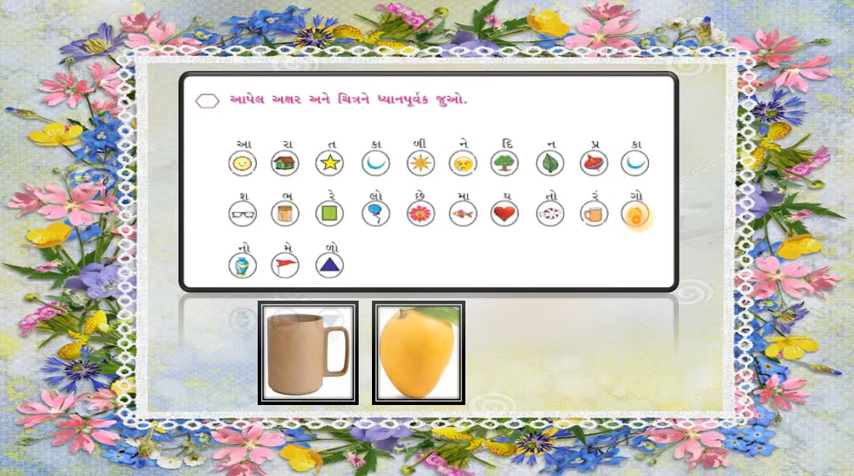 આપેલ અક્ષર અને ચિત્રને ધ્યાનપૂર્વક જુઓ.
આ રા ત કા ળી ને દિ ન પ્ર કા
શ ભ રે લો છે મા ઘ તો રં ગો
નો મે ળો